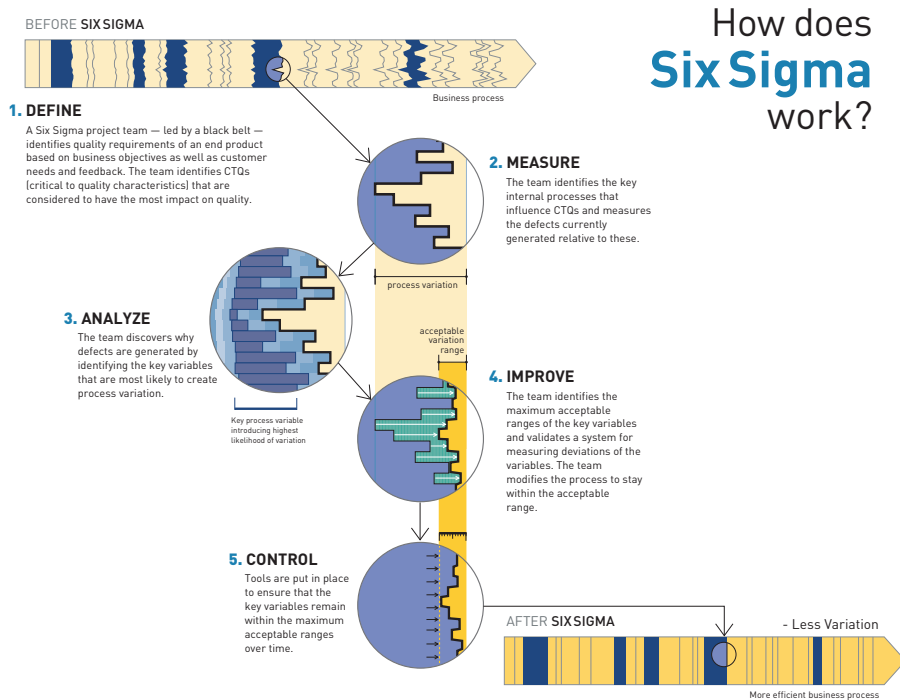 BEFORE SIX SIGMA
Business process
How does
Six Sigma
work?
1. DEFINE
A Six Sigma project team — led by a black belt —
identifies quality requirements of an end product
based on business objectives as well as customer
needs and feedback. The team identifies CTQs
(critical to quality characteristics) that are
considered to have the most impact on quality.
2. MEASURE
The team identifies the key
internal processes that
influence CTQs and measures
the defects currently
generated relative to these.
process variation
3. ANALYZE
The team discovers why
defects are generated by
identifying the key variables
that are most likely to create
process variation.
Key process variable
introducing highest
likelihood of variation
acceptable
variation
range
4. IMPROVE
The team identifies the
maximum acceptable
ranges of the key variables
and validates a system for
measuring deviations of the
variables. The team
modifies the process to stay
within the acceptable
range.
5. CONTROL
Tools are put in place
to ensure that the
key variables remain
within the maximum
acceptable ranges
over time.
AFTER SIX SIGMA
- Less Variation
More efficient business process